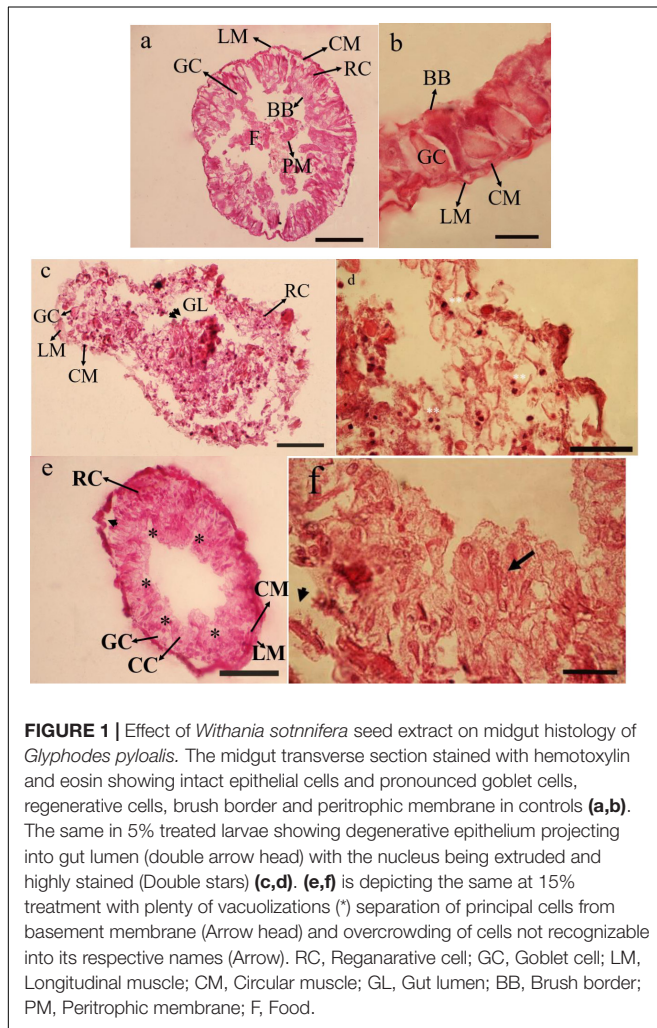 a
LM
CM
GC
RC
BB
F
PM
b
BB
GC
CM
LM
c
GL
RC
GC
LM
CM
d
**
**
**
e
RC
*
*
*
*
*
CM
GC
CC
LM
f
FIGURE 1 | Effect of Withania sotnnifera seed extract on midgut histology of
Glyphodes pyloalis. The midgut transverse section stained with hemotoxylin
and eosin showing intact epithelial cells and pronounced goblet cells,
regenerative cells, brush border and peritrophic membrane in controls (a,b).
The same in 5% treated larvae showing degenerative epithelium projecting
into gut lumen (double arrow head) with the nucleus being extruded and
highly stained (Double stars) (c,d). (e,f) is depicting the same at 15%
treatment with plenty of vacuolizations (*) separation of principal cells from
basement membrane (Arrow head) and overcrowding of cells not recognizable
into its respective names (Arrow). RC, Reganarative cell; GC, Goblet cell; LM,
Longitudinal muscle; CM, Circular muscle; GL, Gut lumen; BB, Brush border;
PM, Peritrophic membrane; F, Food.